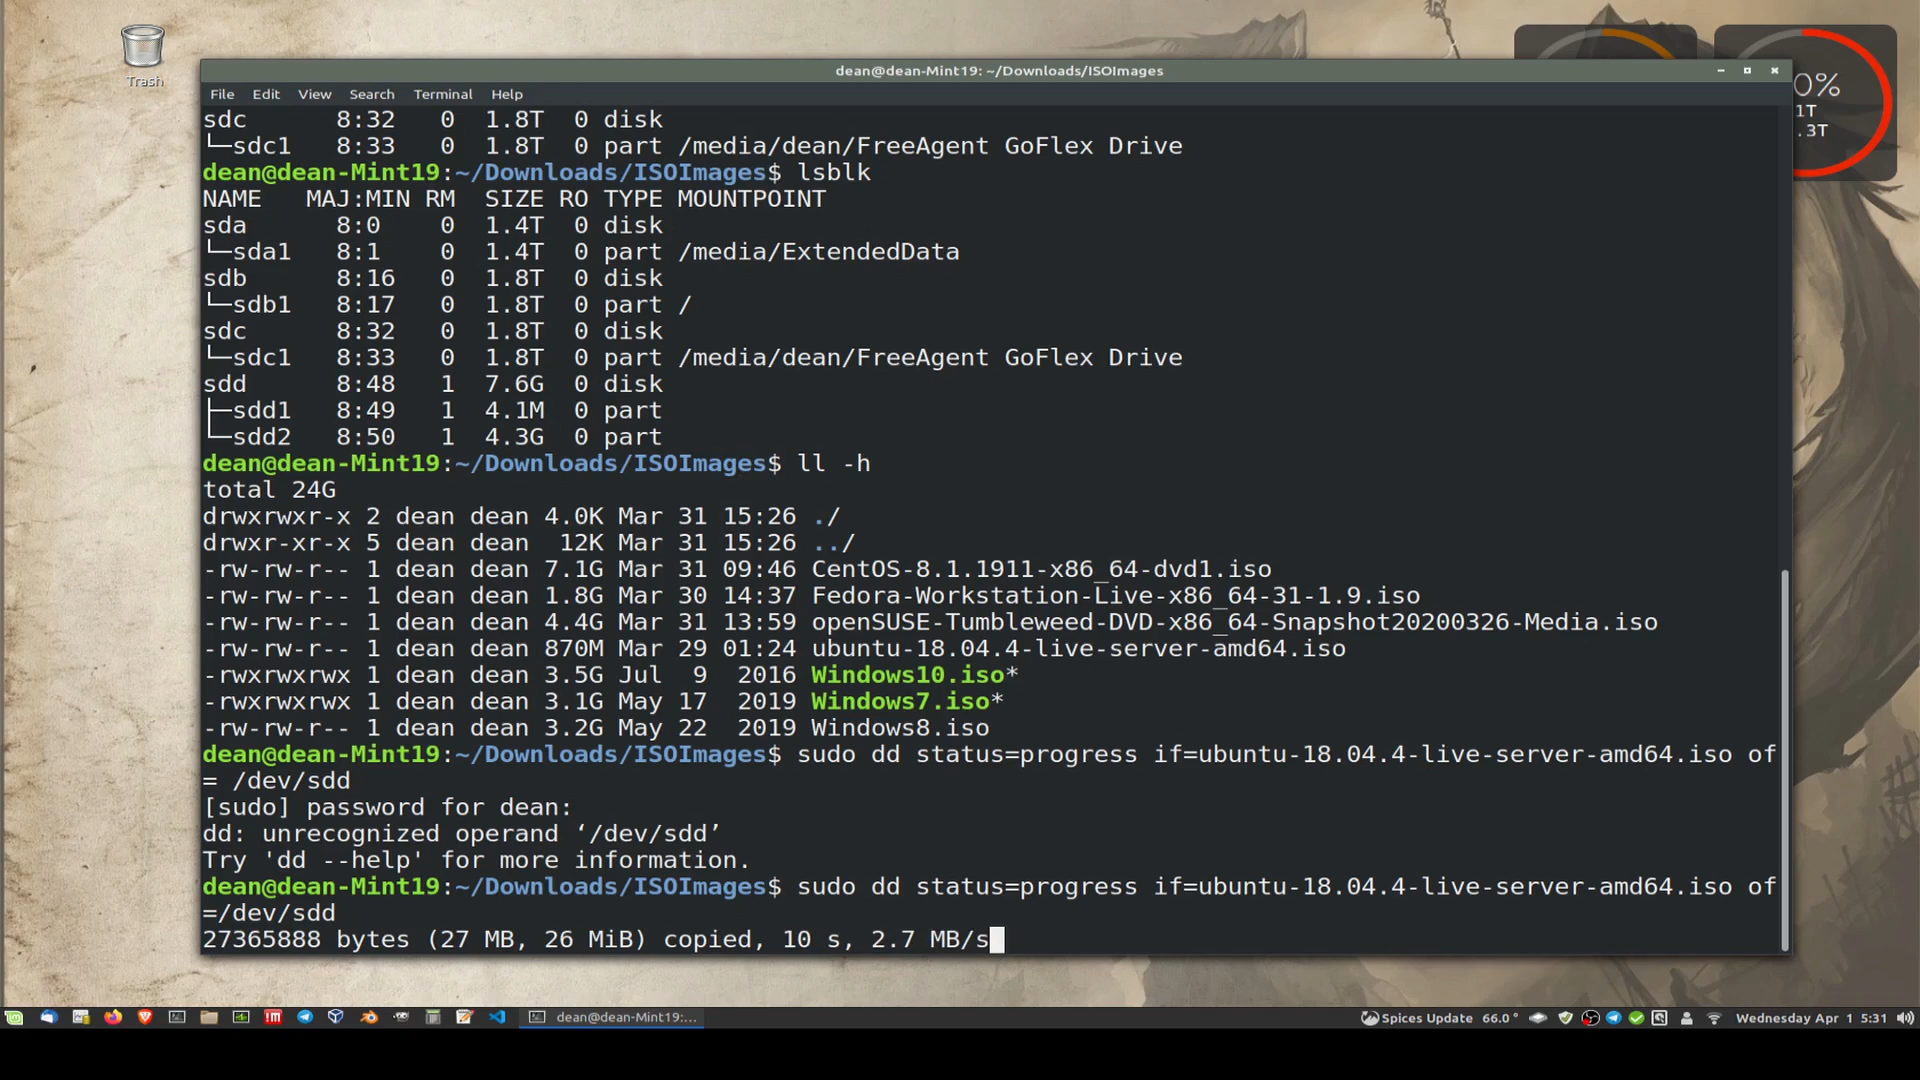 Trash
dean@dean-Mint19: ~/Downloads/ISOImages
File Edit View Search Terminal Help
0%
1T
.3T
sdc 8:32 0 1.8T 0 disk
└─sdc1 8:33 0 1.8T 0 part /media/dean/FreeAgent GoFlex Drive
dean@dean-Mint19:~/Downloads/ISOImages$ lsblk
NAME MAJ:MIN RM SIZE RO TYPE MOUNTPOINT
sda 8:0 0 1.4T 0 disk
└─sda1 8:1 0 1.4T 0 part /media/ExtendedData
sdb 8:16 0 1.8T 0 disk
└─sdb1 8:17 0 1.8T 0 part /
sdc 8:32 0 1.8T 0 disk
└─sdc1 8:33 0 1.8T 0 part /media/dean/FreeAgent GoFlex Drive
sdd 8:48 1 7.6G 0 disk
├─sdd1 8:49 1 4.1M 0 part
└─sdd2 8:50 1 4.3G 0 part
dean@dean-Mint19:~/Downloads/ISOImages$ ll -h
total 24G
drwxrwxr-x 2 dean dean 4.0K Mar 31 15:26 ./
drwxr-xr-x 5 dean dean 12K Mar 31 15:26 ../
-rw-rw-r-- 1 dean dean 7.1G Mar 31 09:46 CentOS-8.1.1911-x86_64-dvd1.iso
-rw-rw-r-- 1 dean dean 1.8G Mar 30 14:37 Fedora-Workstation-Live-x86_64-31-1.9.iso
-rw-rw-r-- 1 dean dean 4.4G Mar 31 13:59 openSUSE-Tumbleweed-DVD-x86_64-Snapshot20200326-Media.iso
-rw-rw-r-- 1 dean dean 870M Mar 29 01:24 ubuntu-18.04.4-live-server-amd64.iso
-rwxrwxrwx 1 dean dean 3.5G Jul 9 2016 Windows10.iso*
-rwxrwxrwx 1 dean dean 3.1G May 17 2019 Windows7.iso*
-rw-rw-r-- 1 dean dean 3.2G May 22 2019 Windows8.iso
dean@dean-Mint19:~/Downloads/ISOImages$ sudo dd status=progress if=ubuntu-18.04.4-live-server-amd64.iso of
= /dev/sdd
[sudo] password for dean:
dd: unrecognized operand ‘/dev/sdd’
Try 'dd --help' for more information.
dean@dean-Mint19:~/Downloads/ISOImages$ sudo dd status=progress if=ubuntu-18.04.4-live-server-amd64.iso of
=/dev/sdd
27365888 bytes (27 MB, 26 MiB) copied, 10 s, 2.7 MB/s
dean@dean-Mint19:... Spices Update 66.0 ° Wednesday Apr 1 5:31